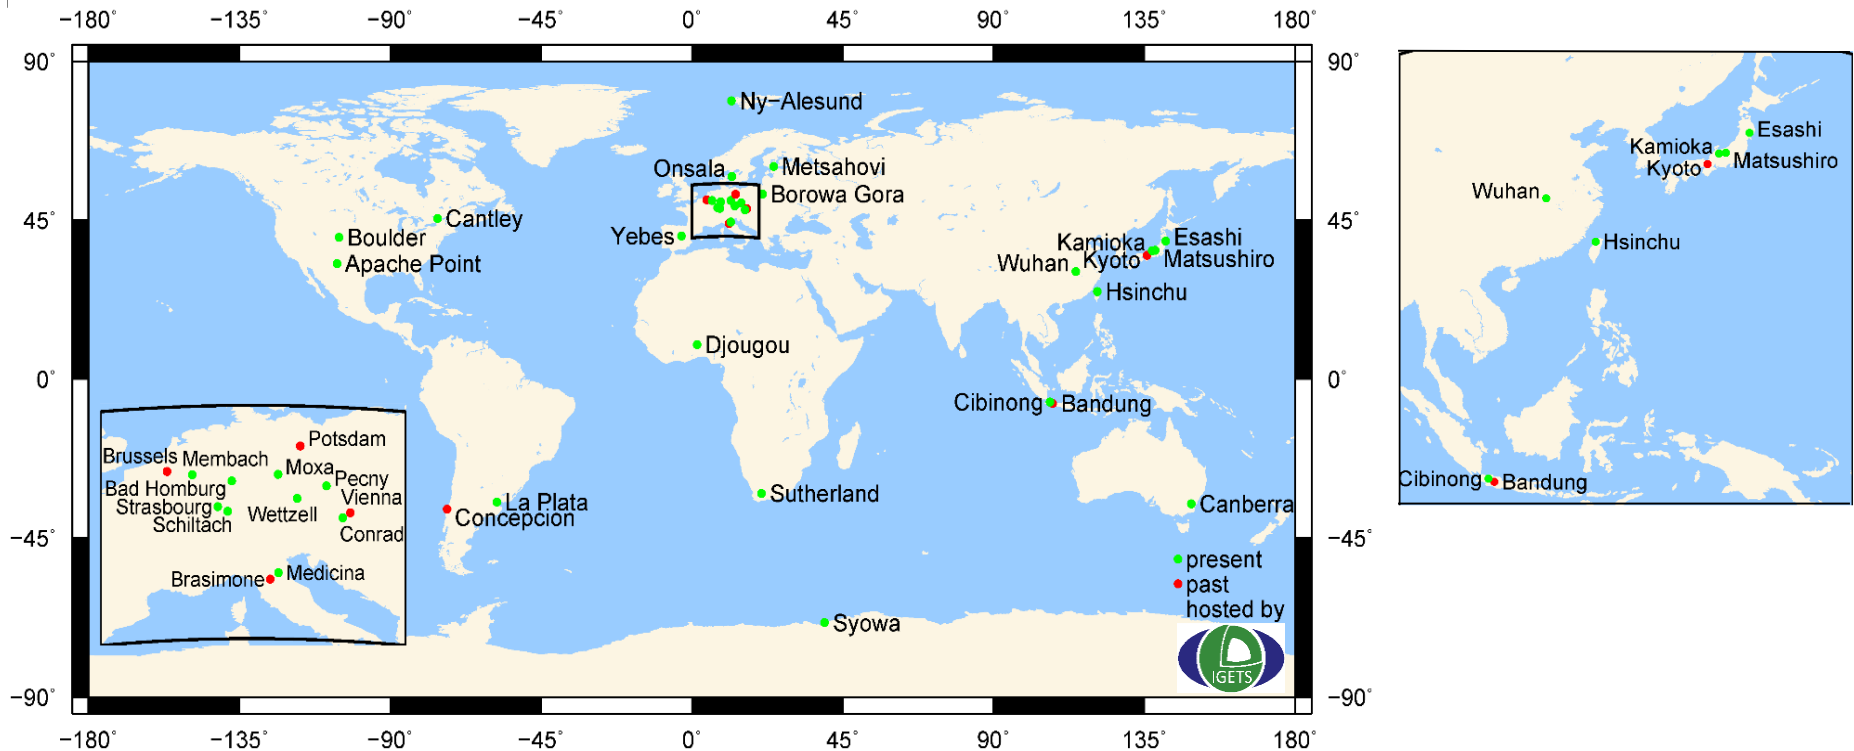 −180° −135° −90° −45° 0° 45° 90° 135° 180°
90° 90°
Ny−Alesund
Esashi
Kamioka
Matsushiro
Kyoto
Onsala
Metsahovi
Wuhan
Borowa Gora
45° 45°
Cantley
Yebes
Boulder
Kamioka Esashi
Hsinchu
Apache Point
Wuhan Kyoto Matsushiro
Hsinchu
Djougou
0° 0°
Cibinong Bandung
Potsdam
Brussels Membach
Moxa
Pecny
Cibinong Bandung
Bad Homburg
Vienna
Sutherland
Strasbourg
Wettzell
La Plata
Canberra
Schiltach
Concepcion
Conrad
−45° −45°
present
Brasimone Medicina
past
hosted by
Syowa
IGETS
−90° −90°
−180° −135° −90° −45° 0° 45° 90° 135° 180°